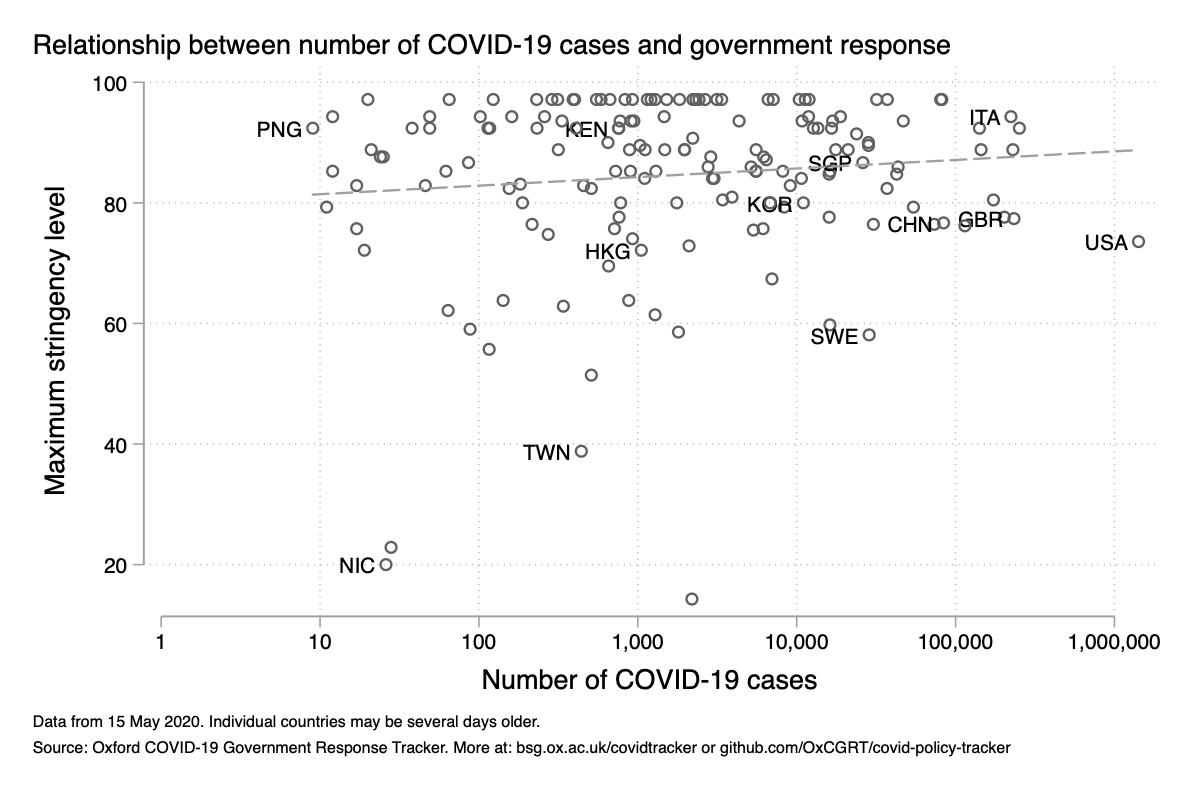 Relationship between number of COVID-19 cases and government response
Maximum stringency level
100
80
60
40
20
PNG
KEN
ITA
SGP
KOR
HKG
CHN
GBR
USA
SWE
TWN
NIC
1
10
100
1,000
10,000
100,000
1,000,000
Number of COVID-19 cases
Data from 15 May 2020. Individual countries may be several days older.
Source: Oxford COVID-19 Government Response Tracker. More at: bsg.ox.ac.uk/covidtracker or github.com/OxCGRT/covid-policy-tracker